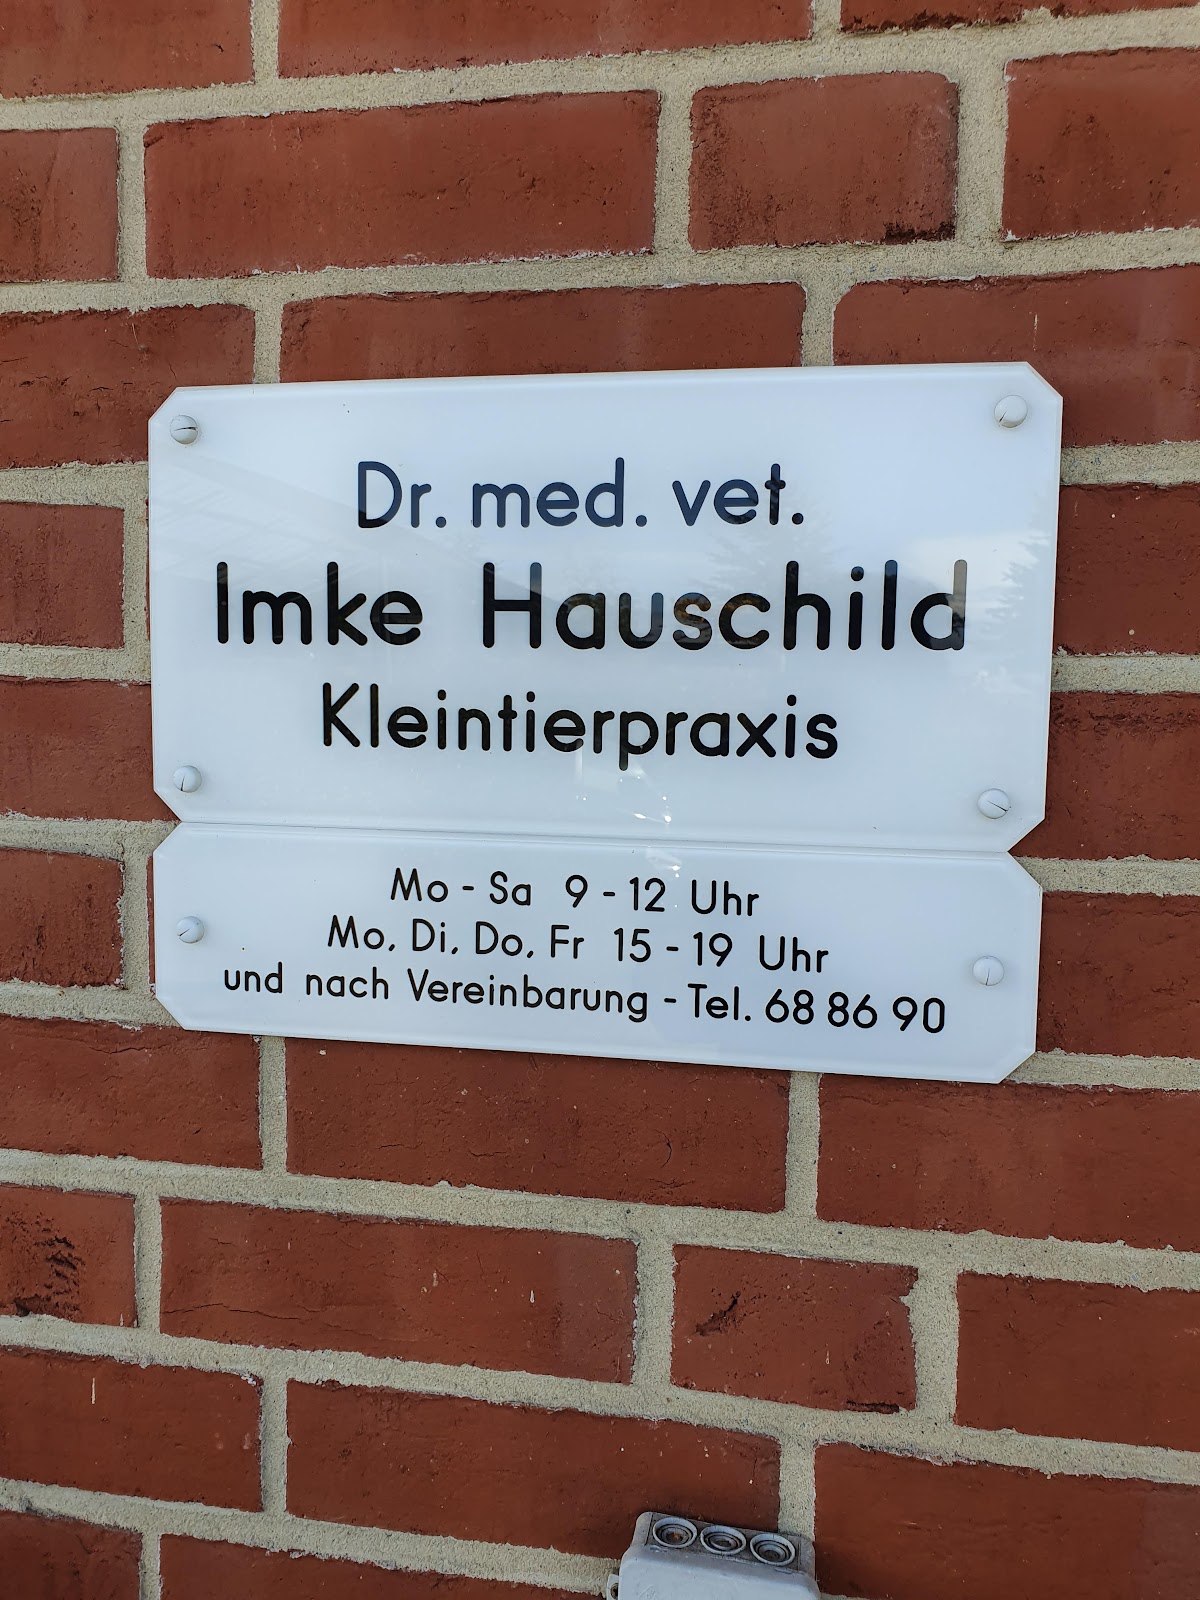 Dr. med. vet.
Imke Hauschild
Kleintierpraxis
Mo - Sa 9 - 12 Uhr
Mo, Di, Do, Fr 15 - 19 Uhr
und nach Vereinbarung - Tel. 68 86 90